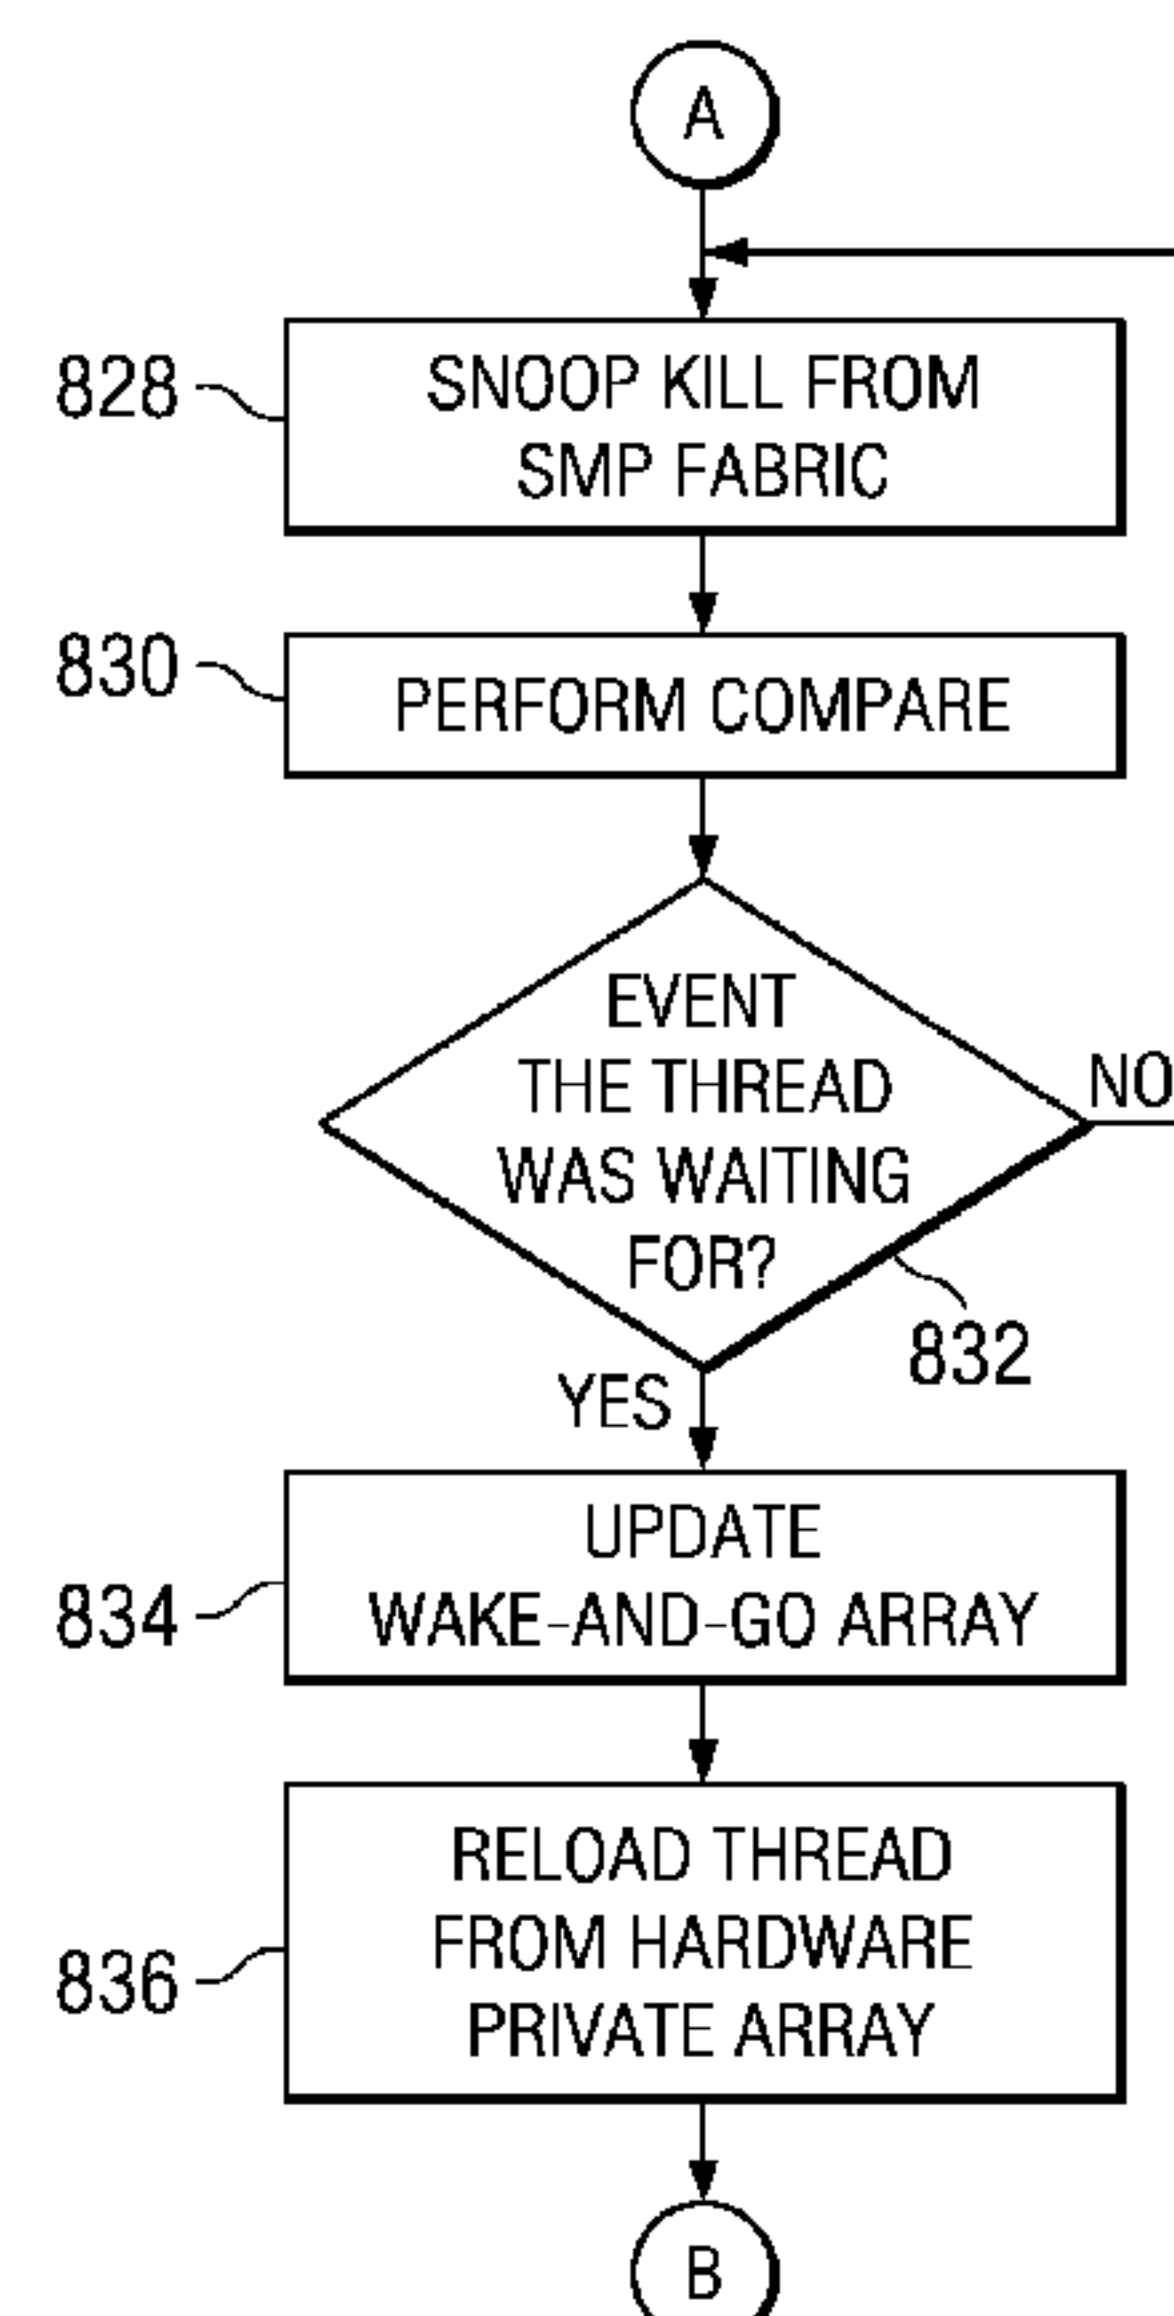 A
828
SNOOP KILL FROM
SMP FABRIC
830
PERFORM COMPARE
EVENT
THE THREAD
WAS WAITING
FOR?
NO
832
YES
UPDATE
WAKE-AND-GO ARRAY
834
RELOAD THREAD
FROM HARDWARE
PRIVATE ARRAY
836
B